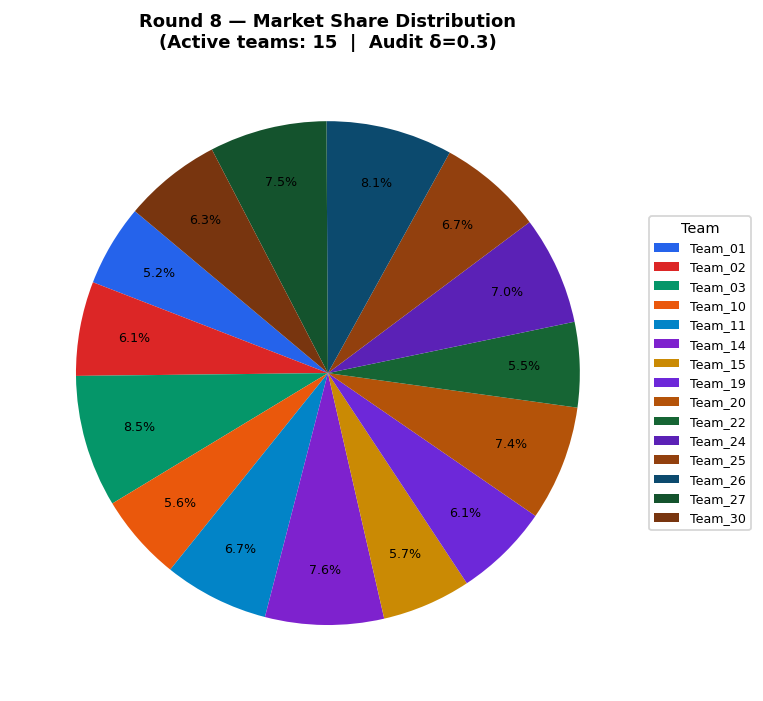 Round 8 — Market Share Distribution
(Active teams: 15  |  Audit δ=0.3)
7.5%
8.1%
6.3%
6.7%
5.2%
7.0%
6.1%
5.5%
8.5%
7.4%
5.6%
6.1%
6.7%
7.6%
5.7%
Team
Team_01
Team_02
Team_03
Team_10
Team_11
Team_14
Team_15
Team_19
Team_20
Team_22
Team_24
Team_25
Team_26
Team_27
Team_30